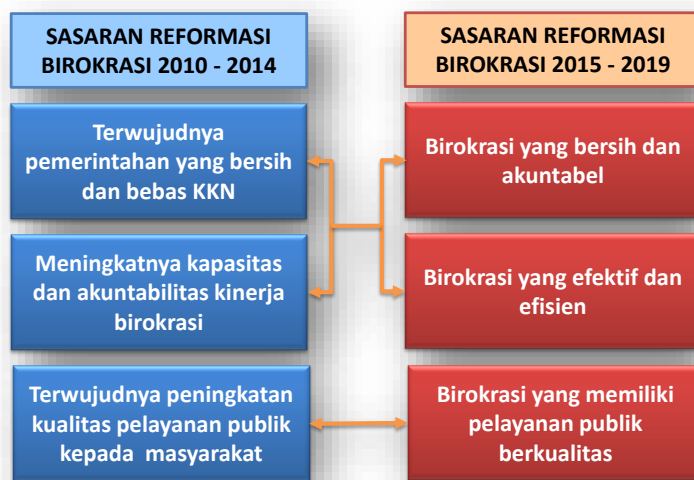 SASARAN REFORMASI
BIROKRASI 2010 - 2014
Terwujudnya
pemerintahan yang bersih
dan bebas KKN
Meningkatnya kapasitas
dan akuntabilitas kinerja
birokrasi
Terwujudnya peningkatan
kualitas pelayanan publik
kepada masyarakat
SASARAN REFORMASI
BIROKRASI 2015 - 2019
Birokrasi yang bersih dan
akuntabel
Birokrasi yang efektif dan
efisien
Birokrasi yang memiliki
pelayanan publik
berkualitas